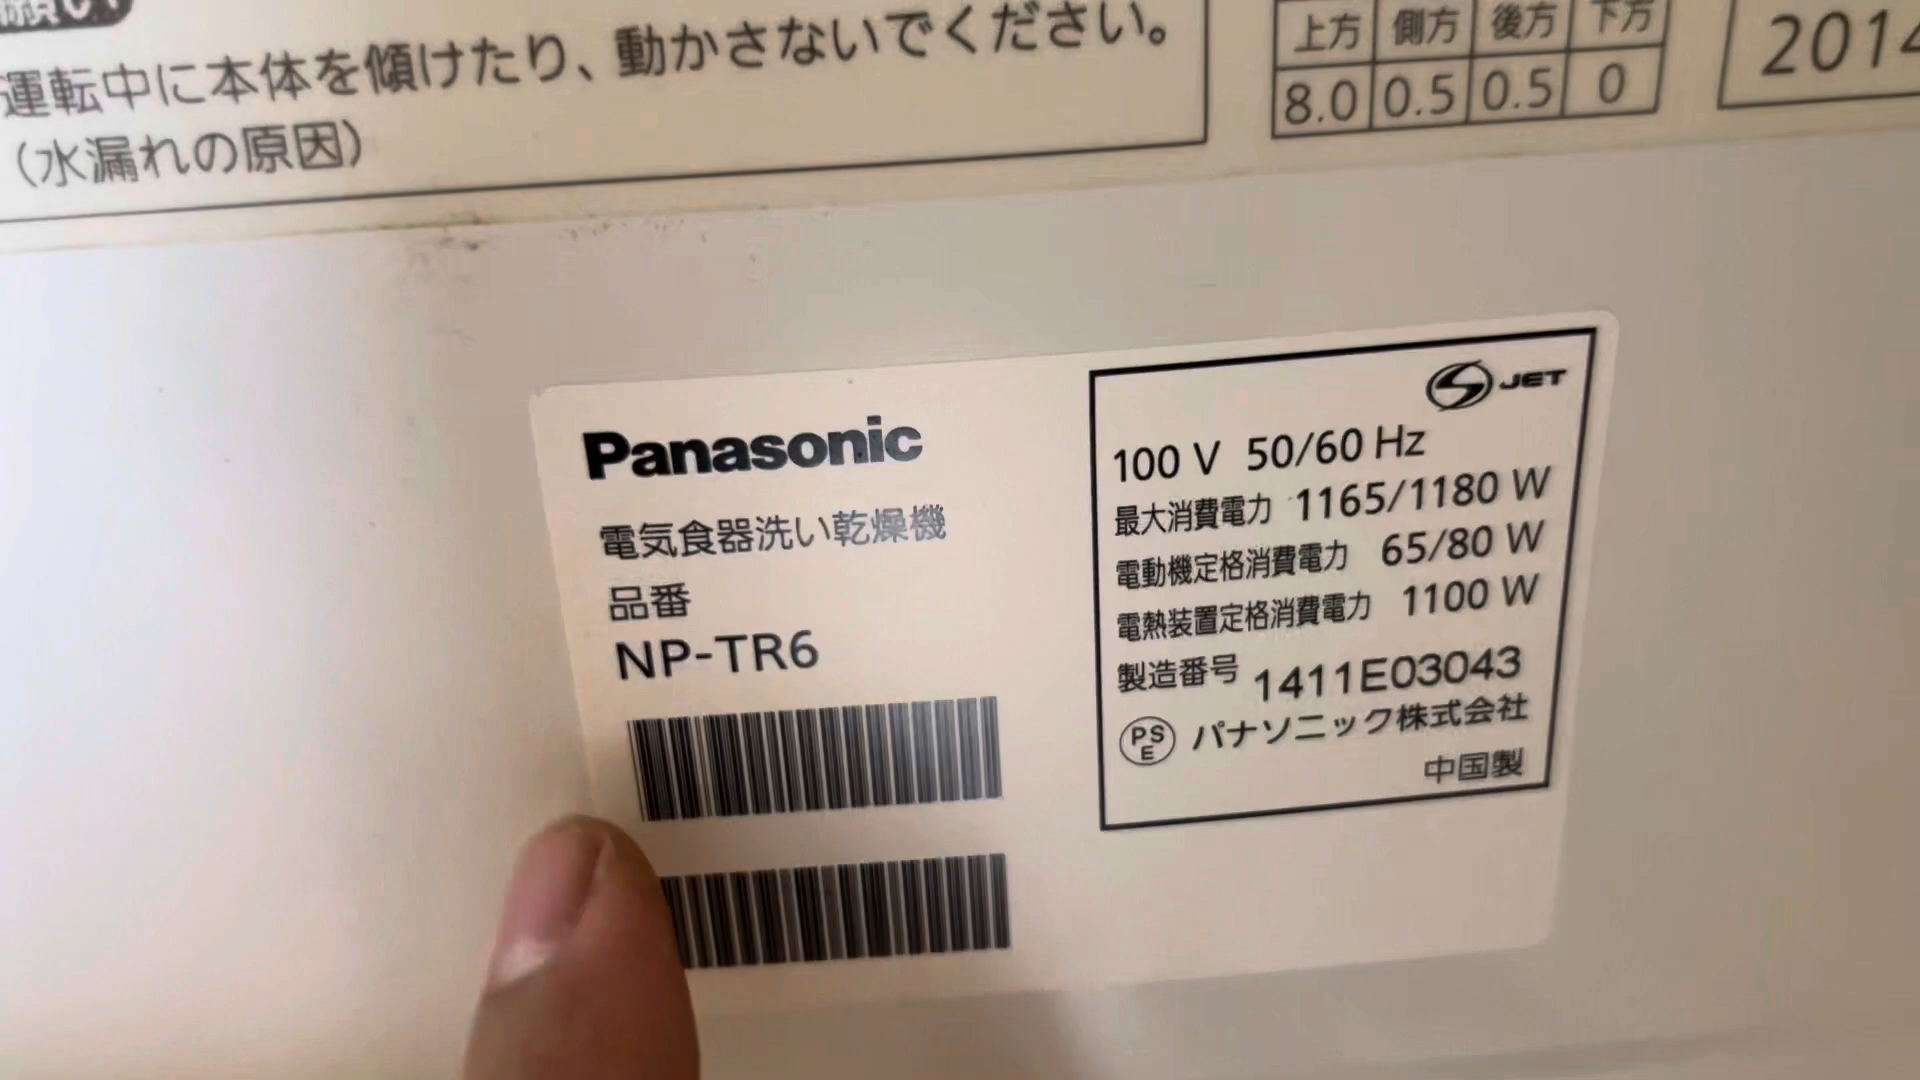 運転中に本体を傾けたり、動かさないでください。
（水漏れの原因）
上方 側方 後方 下方
8.0 0.5 0.5 0
2014
Panasonic
電気食器洗い乾燥機
品番
NP-TR6
JET
100 V 50/60 Hz
最大消費電力 1165/1180 W
電動機定格消費電力 65/80 W
電熱装置定格消費電力 1100 W
製造番号 1411E03043
PSE パナソニック株式会社
中国製